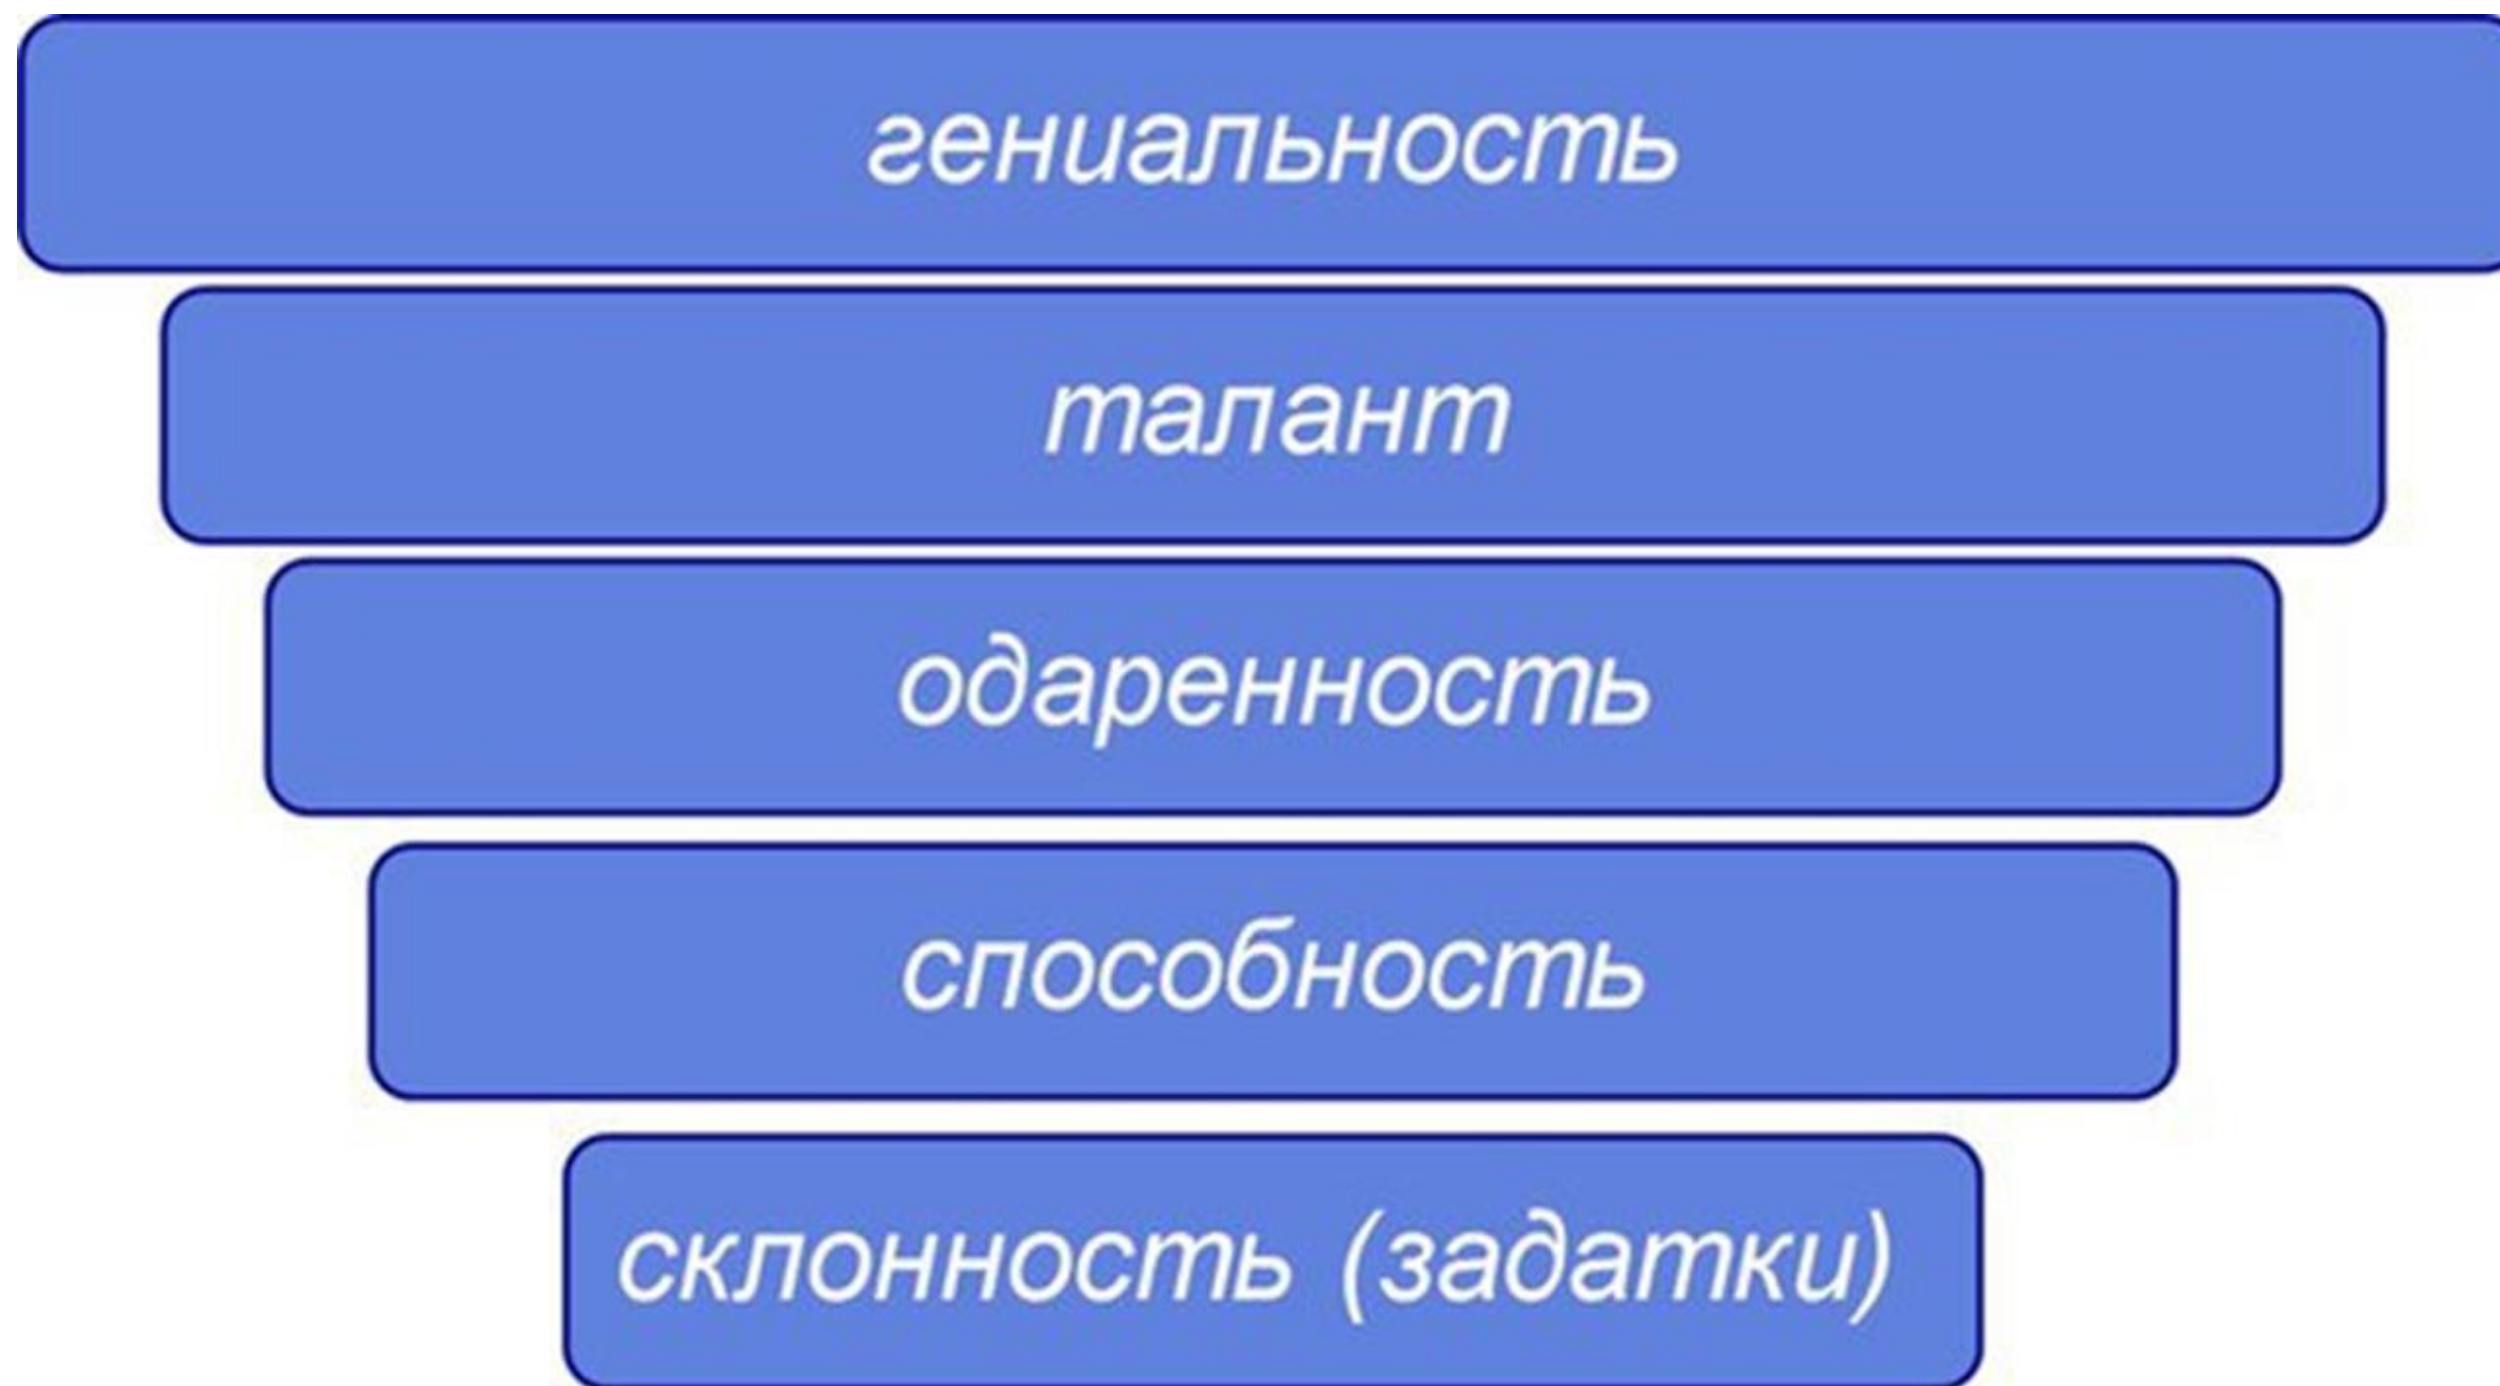 гениальность
талант
одаренность
способность
склонность (задатки)